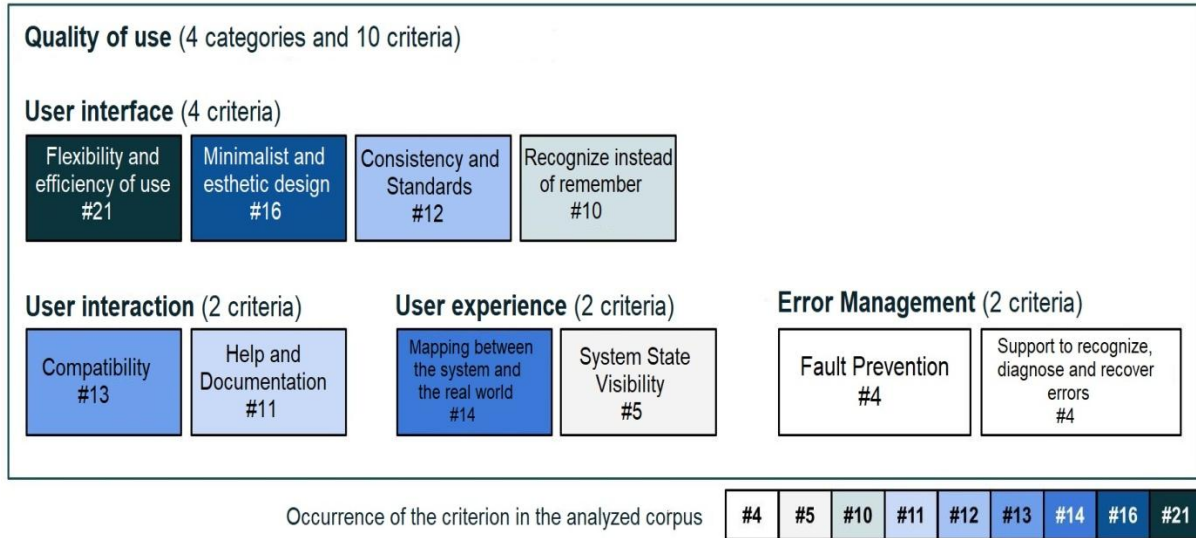 Quality of use (4 categories and 10 criteria)
User interface (4 criteria)
Flexibility and
efficiency of use
#21
Minimalist and
esthetic design
#16
Consistency and
Standards
#12
Recognize instead
of remember
#10
User interaction (2 criteria)
Compatibility
#13
Help and
Documentation
#11
User experience (2 criteria)
Mapping between
the system and
the real world
#14
System State
Visibility
#5
Error Management (2 criteria)
Fault Prevention
#4
Support to recognize,
diagnose and recover
errors
#4
Occurrence of the criterion in the analyzed corpus
#4 #5 #10 #11 #12 #13 #14 #16 #21